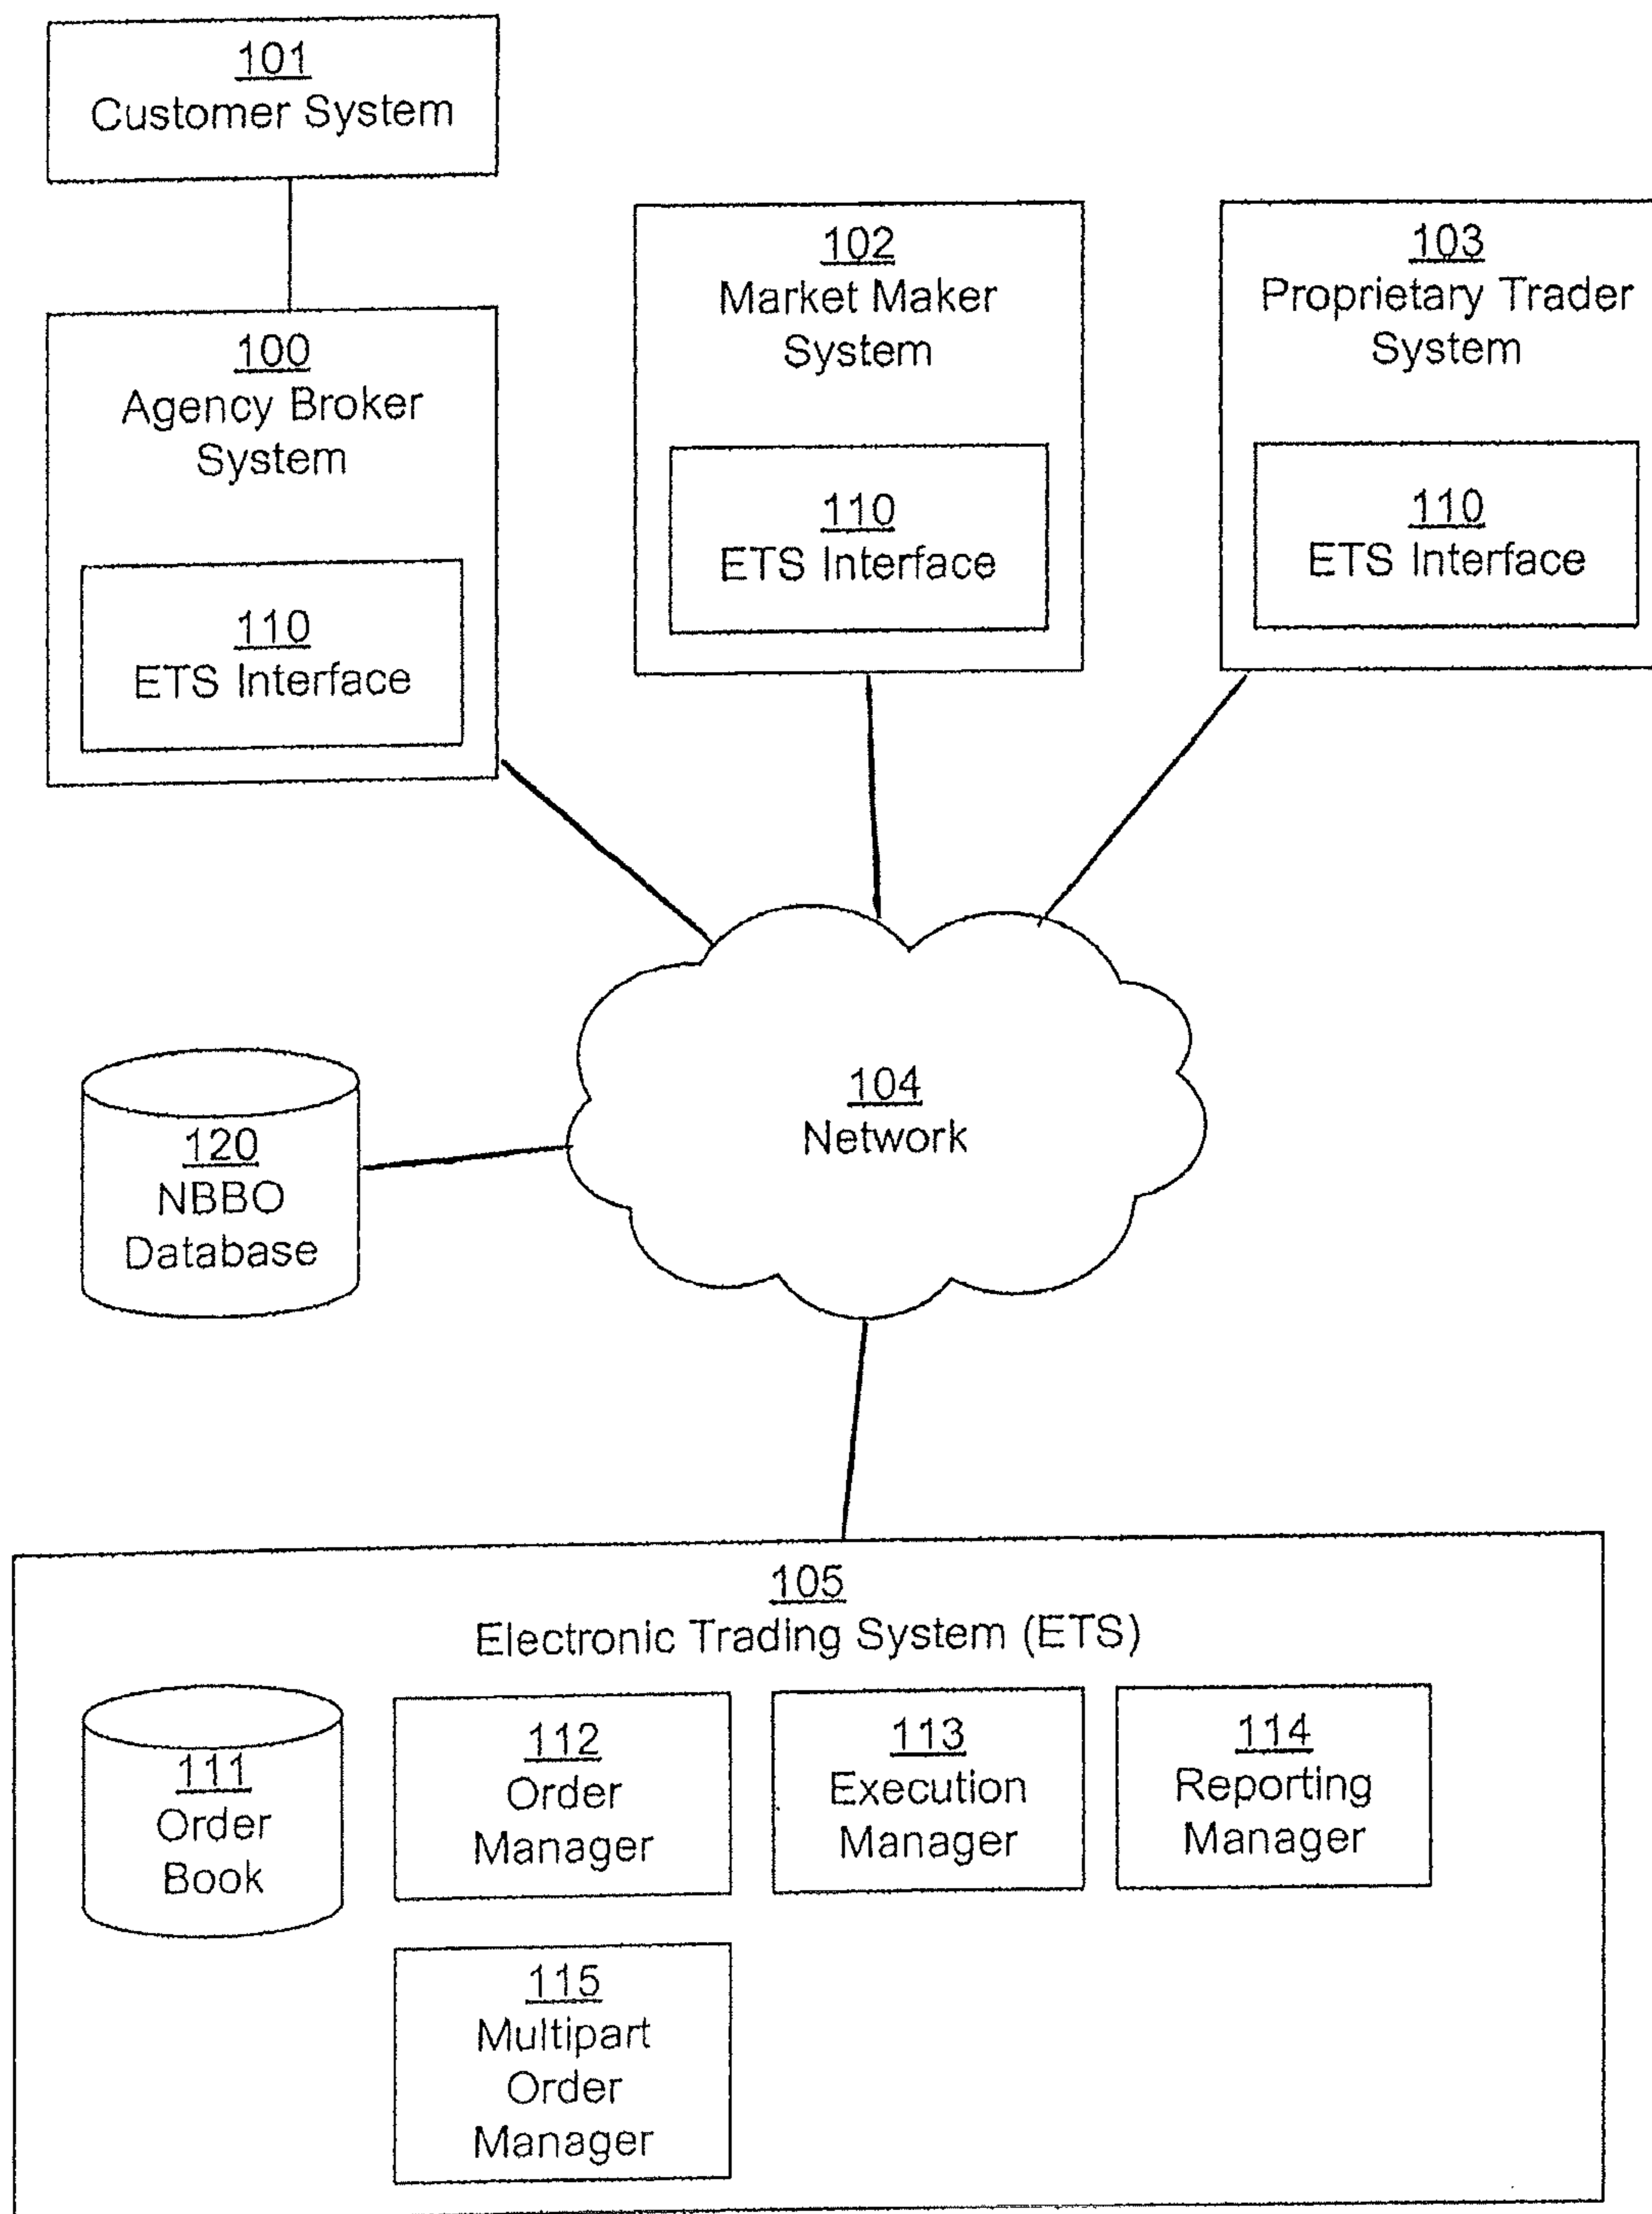 101
Customer System
100
Agency Broker
System
110
ETS Interface
102
Market Maker
System
110
ETS Interface
103
Proprietary Trader
System
110
ETS Interface
104
Network
120
NBBO
Database
105
Electronic Trading System (ETS)
111
Order
Book
112
Order
Manager
113
Execution
Manager
114
Reporting
Manager
115
Multipart
Order
Manager